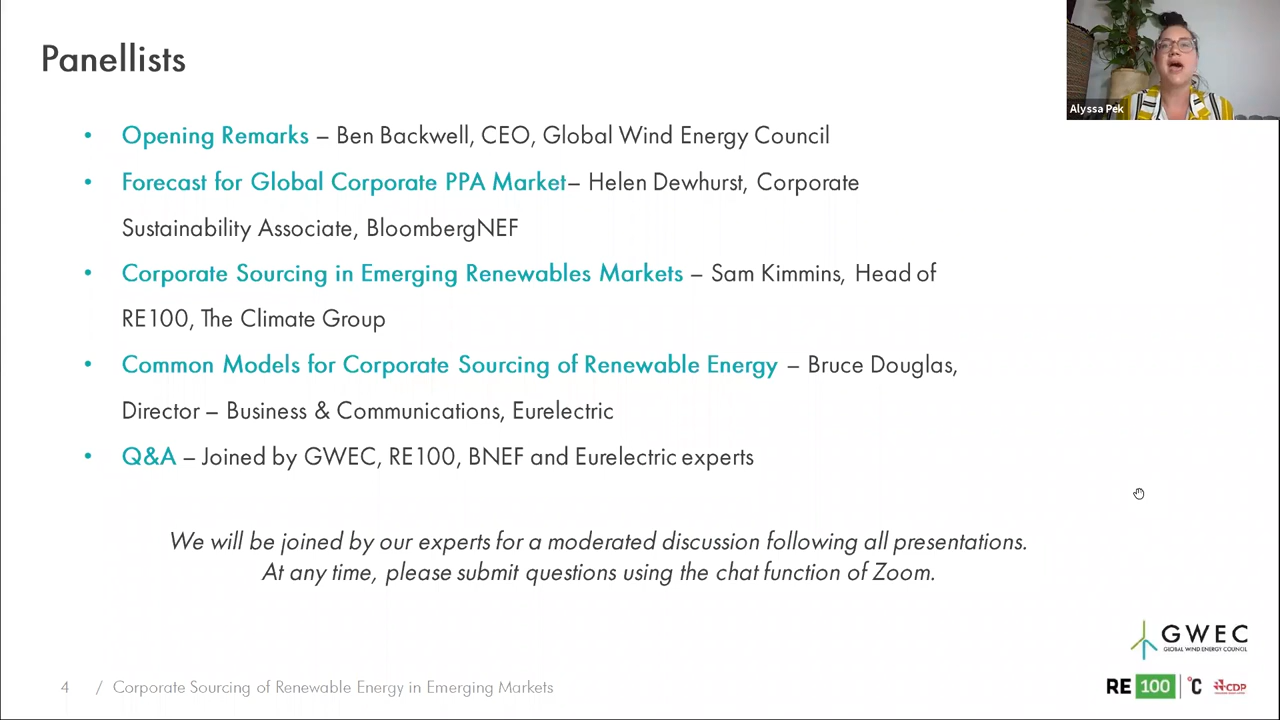 Panellists
Alyssa Pek
• Opening Remarks – Ben Backwell, CEO, Global Wind Energy Council
• Forecast for Global Corporate PPA Market– Helen Dewhurst, Corporate
Sustainability Associate, BloombergNEF
• Corporate Sourcing in Emerging Renewables Markets – Sam Kimmins, Head of
RE100, The Climate Group
• Common Models for Corporate Sourcing of Renewable Energy – Bruce Douglas,
Director – Business & Communications, Eurelectric
• Q&A – Joined by GWEC, RE100, BNEF and Eurelectric experts
We will be joined by our experts for a moderated discussion following all presentations.
At any time, please submit questions using the chat function of Zoom.
GWEC
GLOBAL WIND ENERGY COUNCIL
4 / Corporate Sourcing of Renewable Energy in Emerging Markets
RE 100 °C CDP